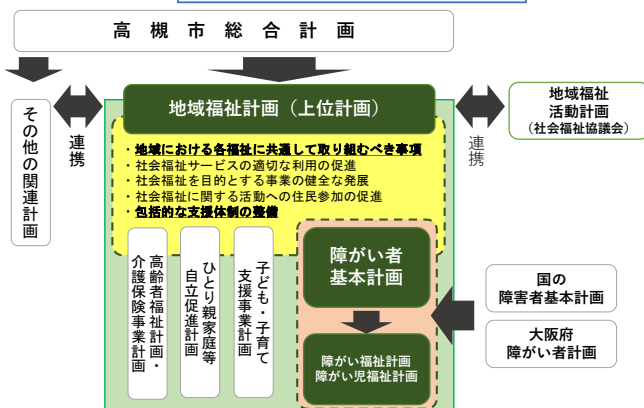 高槻市総合計画
地域福祉計画（上位計画）
・地域における各福祉に共通して取り組むべき事項
・社会福祉サービスの適切な利用の促進
・社会福祉を目的とする事業の健全な発展
・社会福祉に関する活動への住民参加の促進
・包括的な支援体制の整備
その他の関連計画
連携
連携
地域福祉
活動計画
（社会福祉協議会）
高齢者福祉計画・
介護保険事業計画
ひとり親家庭等
自立促進計画
子ども・子育て
支援事業計画
障がい者
基本計画
障がい福祉計画
障がい児福祉計画
国の
障害者基本計画
大阪府
障がい者計画